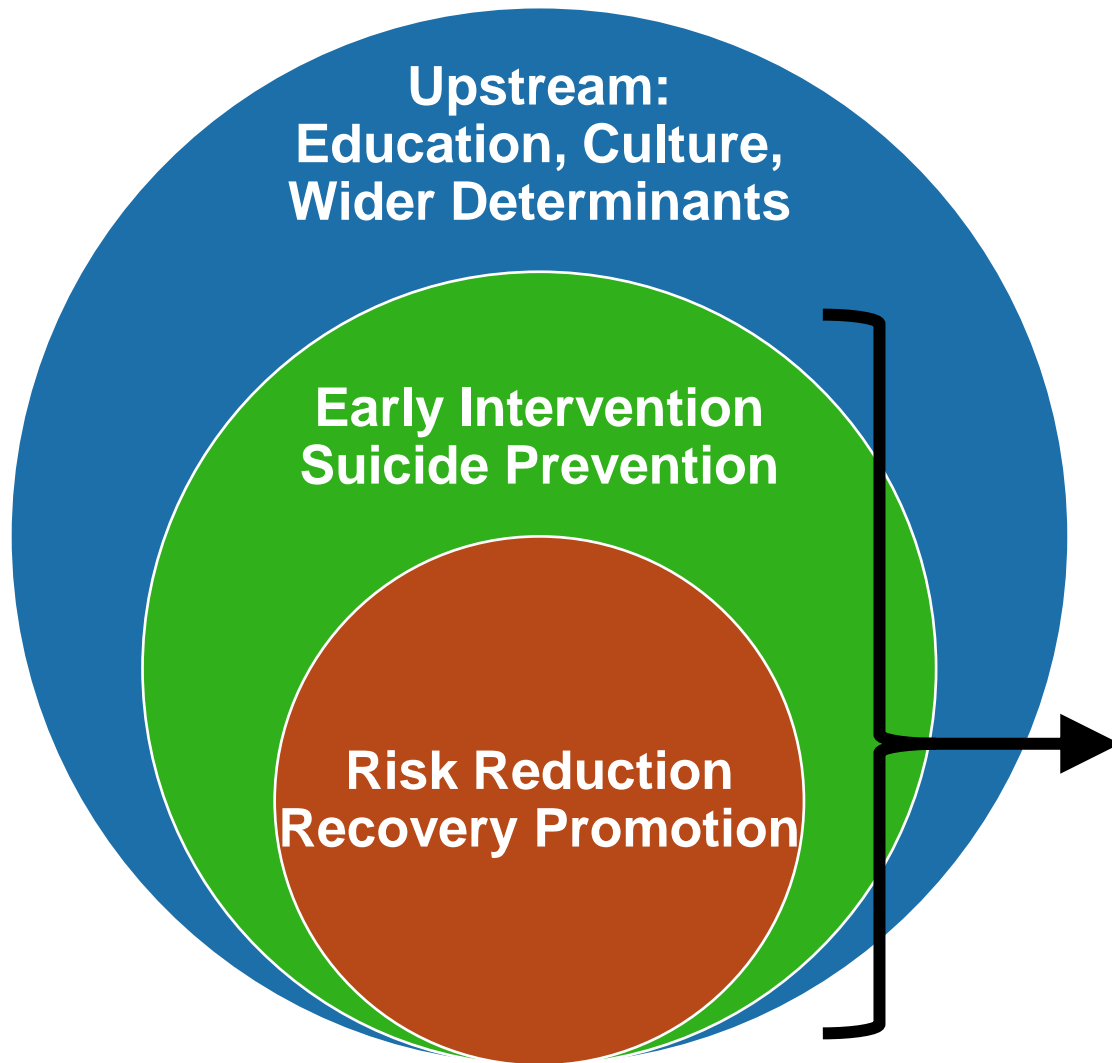 Upstream:
Education, Culture,
Wider Determinants
Early Intervention
Suicide Prevention
Risk Reduction
Recovery Promotion